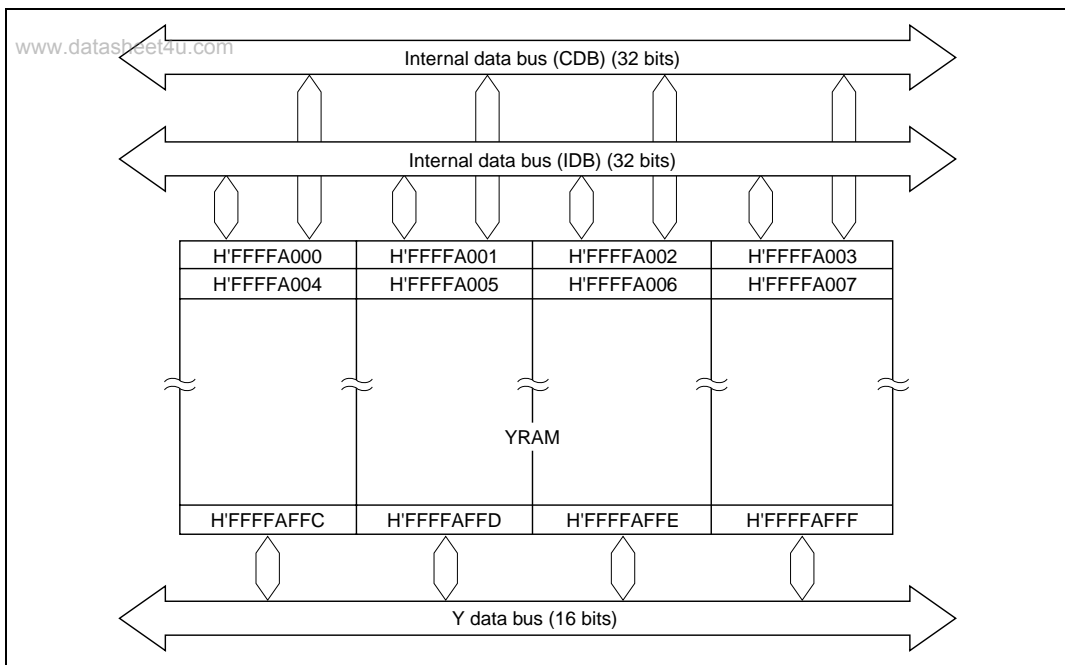 www.datasheet4u.com
Internal data bus (CDB) (32 bits)
Internal data bus (IDB) (32 bits)
H'FFFFA000 H'FFFFA001 H'FFFFA002 H'FFFFA003
H'FFFFA004 H'FFFFA005 H'FFFFA006 H'FFFFA007
YRAM
H'FFFFAFFC H'FFFFAFFD H'FFFFAFFE H'FFFFAFFF
Y data bus (16 bits)